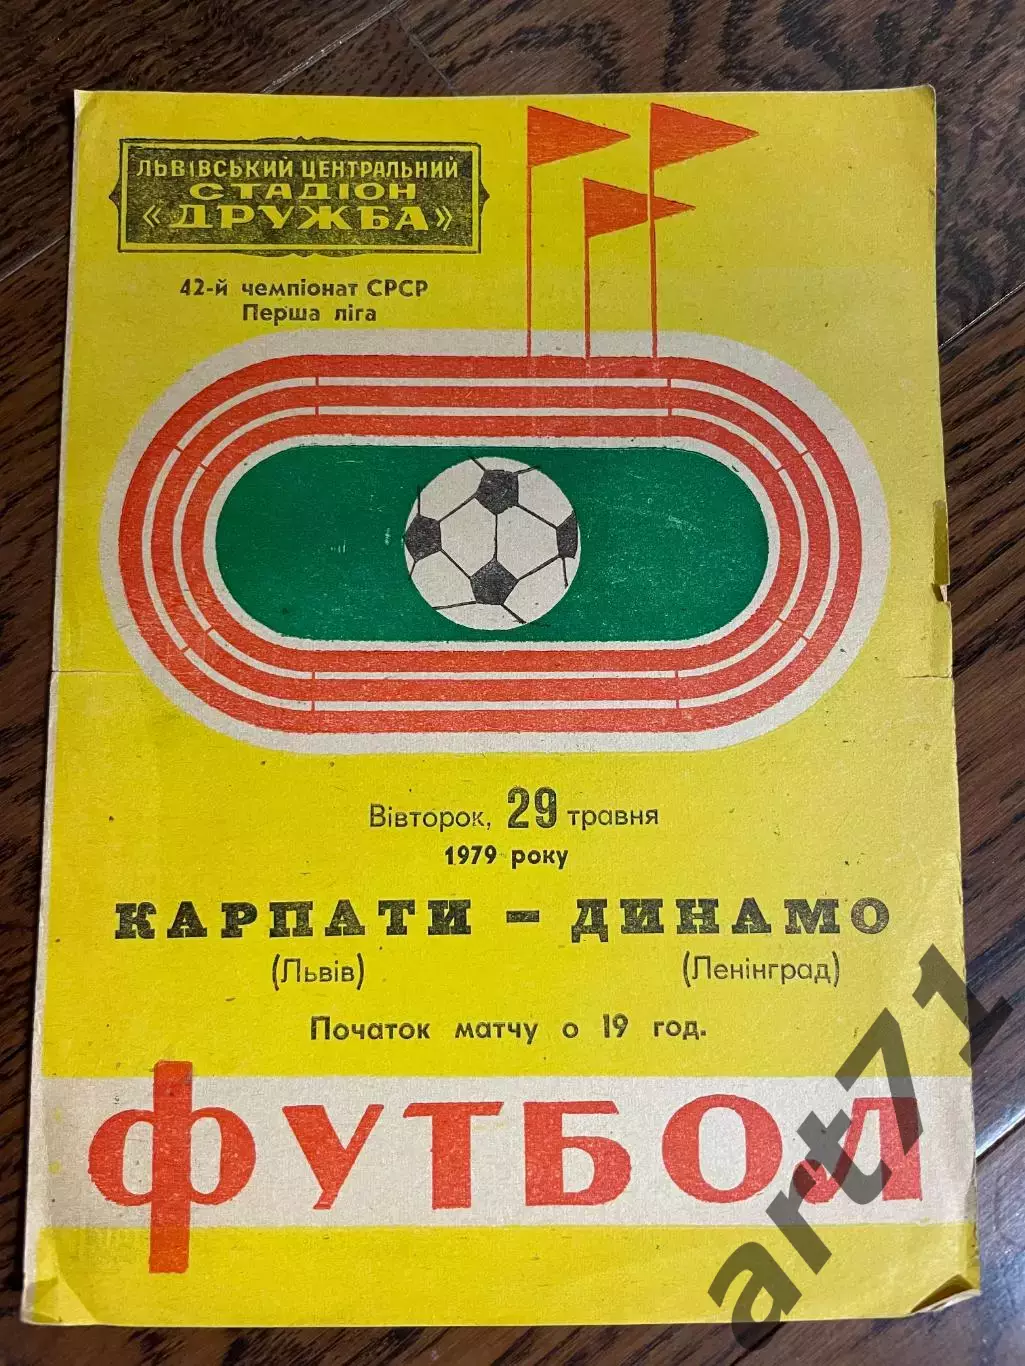 ЛЬВІВСЬКИЙ ЦЕНТРАЛЬНИЙ
СТАДІОН
«ДРУЖБА»
42-й чемпіонат СРСР
Перша ліга
Вівторок, 29 травня
1979 року
КАРПАТИ – ДИНАМО
(Львів) (Ленінград)
Початок матчу о 19 год.
ФУТБОЛ
art71